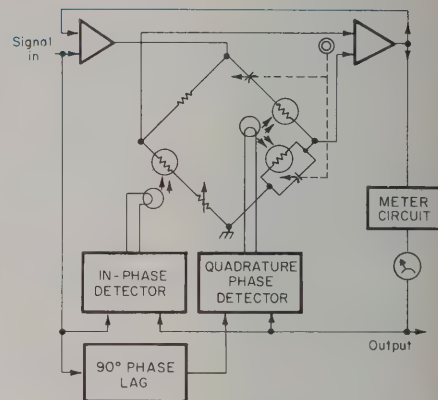 Signal
in
METER
CIRCUIT
IN-PHASE
DETECTOR
QUADRATURE
PHASE
DETECTOR
Output
90° PHASE
LAG